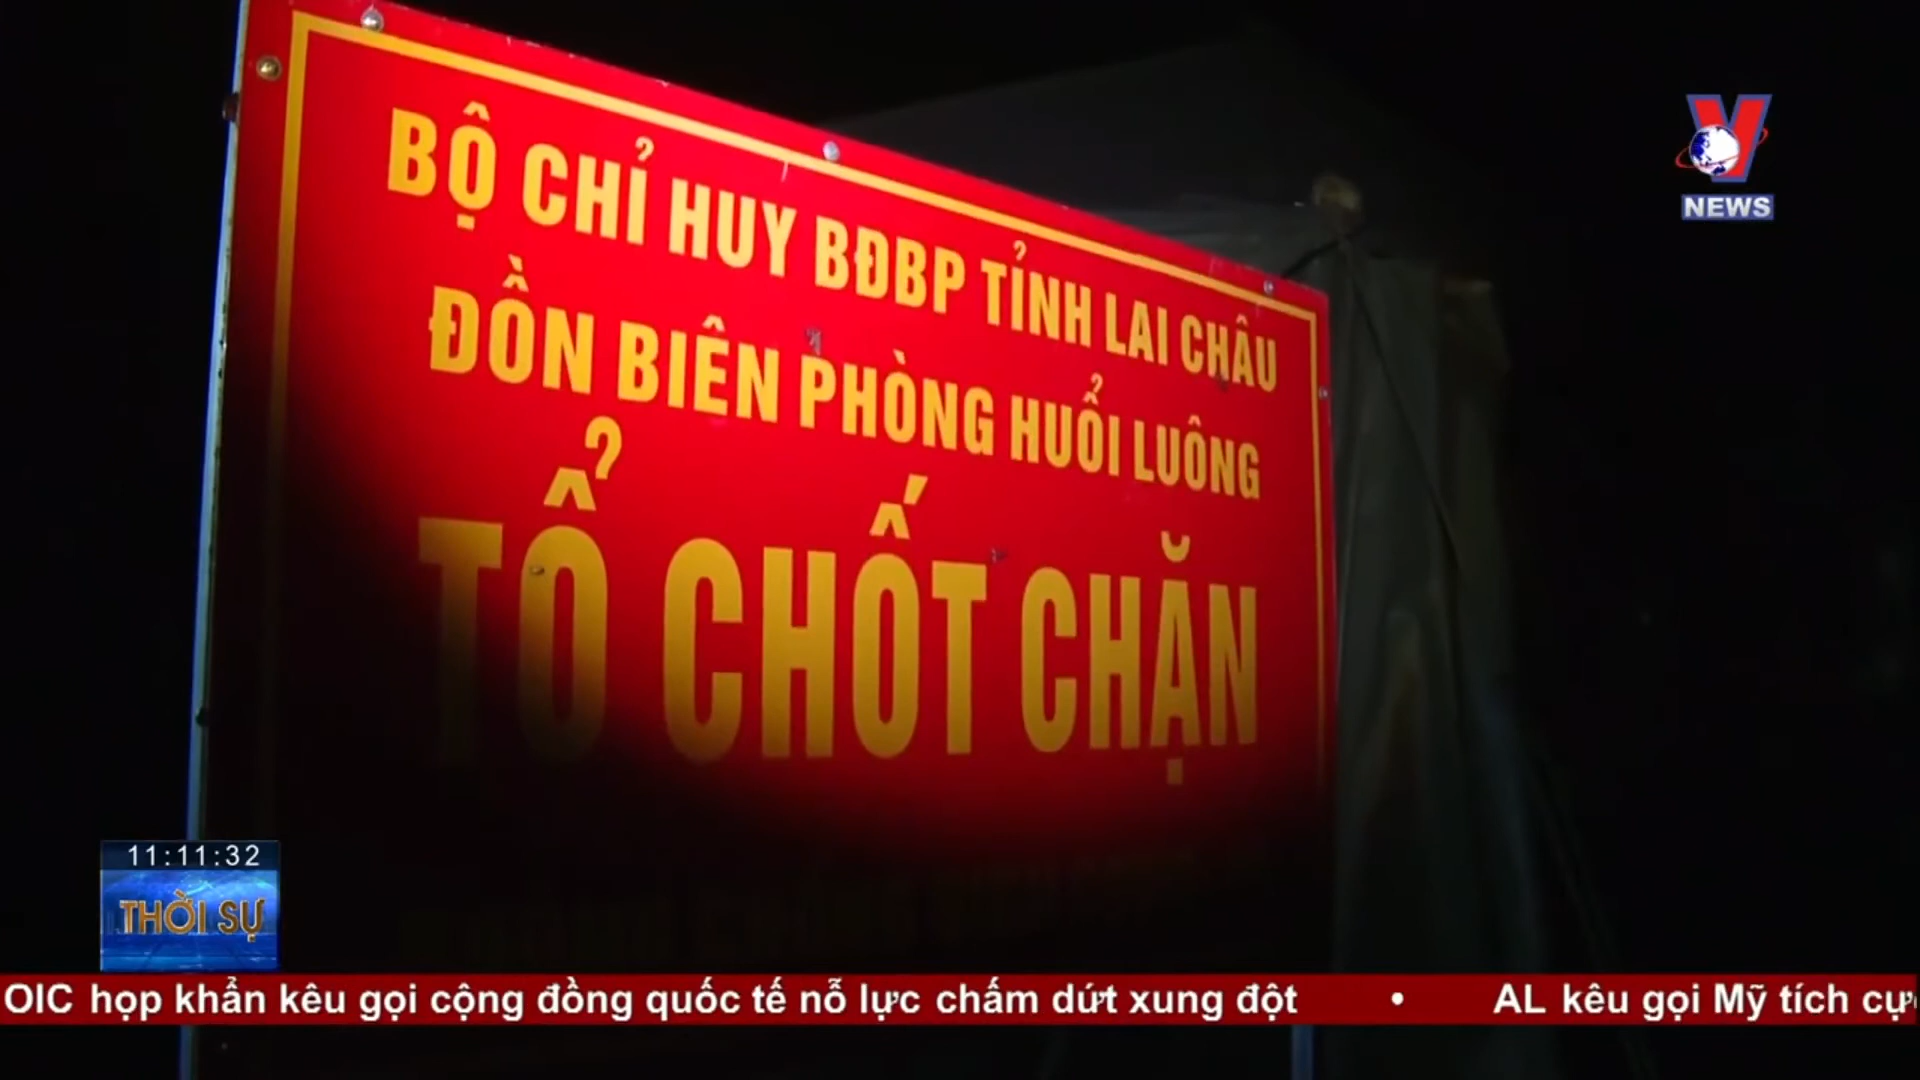 BỘ CHỈ HUY BĐBP TỈNH LAI CHÂU
ĐỒN BIÊN PHÒNG HUỔI LUÔNG
TỔ CHỐT CHẶN
V
NEWS
11:11:32
THỜI SỰ
OIC họp khẩn kêu gọi cộng đồng quốc tế nỗ lực chấm dứt xung đột • AL kêu gọi Mỹ tích